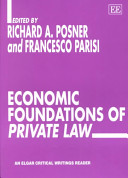 EDITED BY
RICHARD A. POSNER
AND FRANCESCO PARISI
ECONOMIC
FOUNDATIONS OF
PRIVATE LAW
AN ELGAR CRITICAL WRITINGS READER